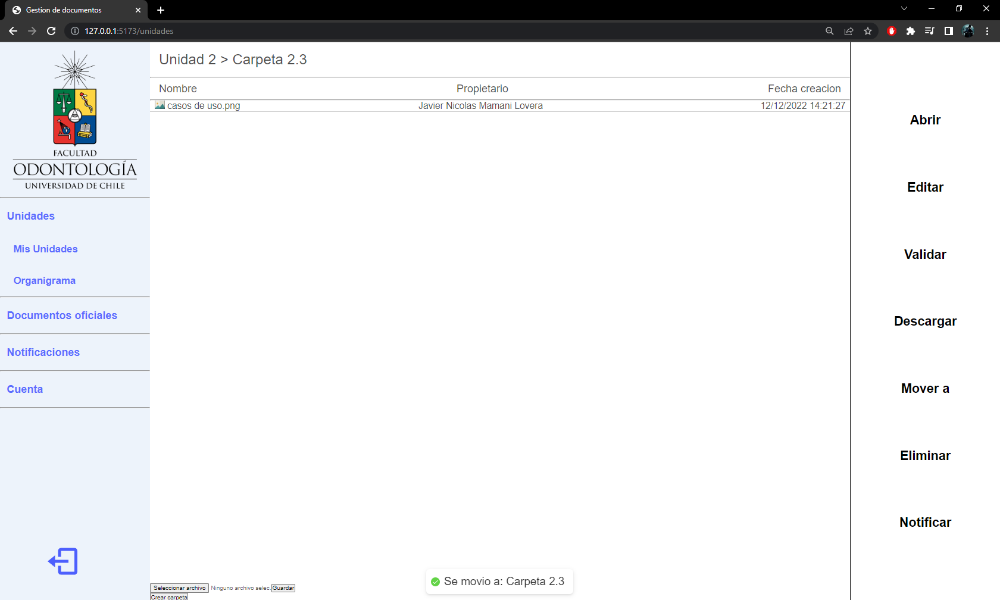 Gestion de documentos
127.0.0.1:5173/unidades
FACULTAD
ODONTOLOGÍA
UNIVERSIDAD DE CHILE
Unidades
Mis Unidades
Organigrama
Documentos oficiales
Notificaciones
Cuenta
Unidad 2 > Carpeta 2.3
Nombre Propietario Fecha creacion
casos de uso.png Javier Nicolas Mamani Lovera 12/12/2022 14:21:27
Seleccionar archivo Ninguno archivo selec. Guardar
Crear carpeta
Se movio a: Carpeta 2.3
Abrir
Editar
Validar
Descargar
Mover a
Eliminar
Notificar